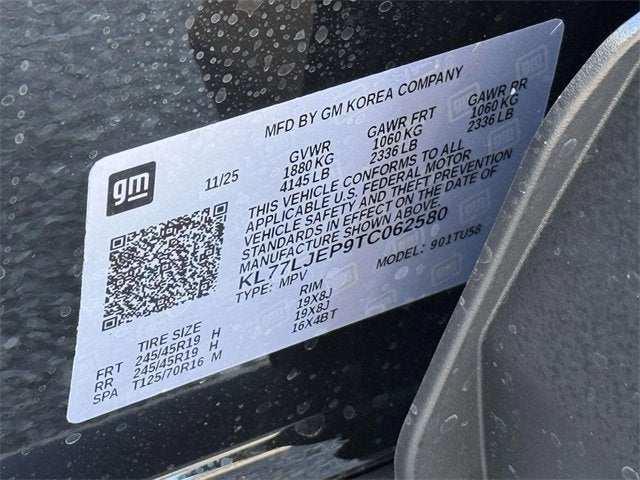 MFD BY GM KOREA COMPANY
gm
11/25
GVWR GAWR FRT GAWR RR
1880 KG 1060 KG 1060 KG
4145 LB 2336 LB 2336 LB
THIS VEHICLE CONFORMS TO ALL
APPLICABLE U.S. FEDERAL MOTOR
VEHICLE SAFETY AND THEFT PREVENTION
STANDARDS IN EFFECT ON THE DATE OF
MANUFACTURE SHOWN ABOVE.
KL77LJEP9TC062580
TYPE: MPV MODEL: 901TU58
TIRE SIZE RIM
FRT 245/45R19 H 19X8J
RR 245/45R19 H 19X8J
SPA T125/70R16 M 16X4BT